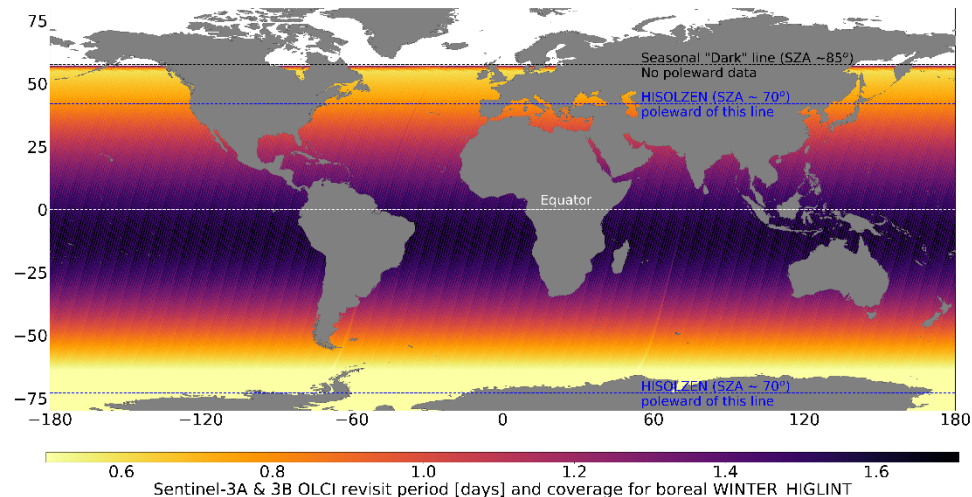 75
Seasonal "Dark" line (SZA ~85°)
No poleward data
50
HISOLZEN (SZA ~ 70°)
poleward of this line
25
Equator
0
−25
−50
HISOLZEN (SZA ~ 70°)
poleward of this line
−75
−180 −120 −60 0 60 120 180
0.6 0.8 1.0 1.2 1.4 1.6
Sentinel-3A & 3B OLCI revisit period [days] and coverage for boreal WINTER HIGLINT